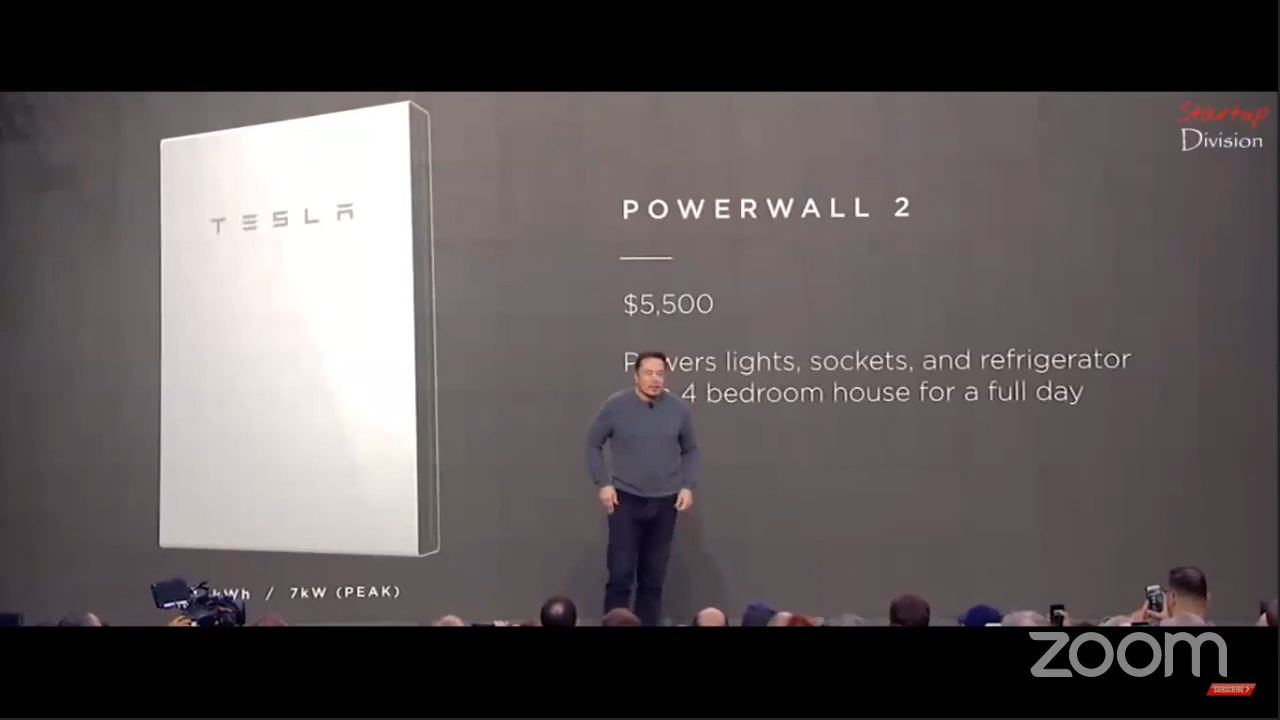 Startup
Division
TESLA
POWERWALL 2
$5,500
lights, sockets, and refrigerator
4 bedroom house for a full day
kWh / 7kW (PEAK)
zoom
SUBSCRIBE